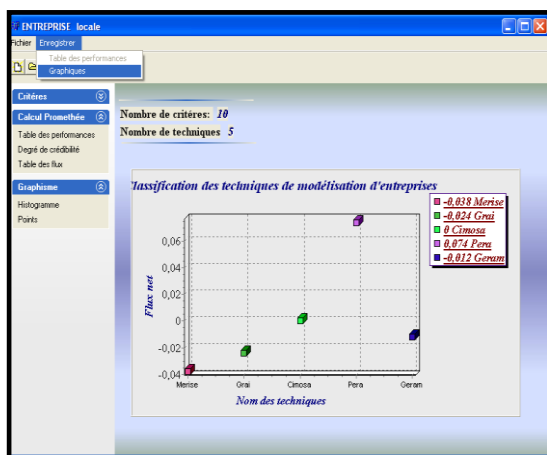 ENTREPRISE locale
Fichier Enregistrer
Table des performances
Graphiques
Critères
Calcul Promethée
Table des performances
Degré de crédibilité
Table des flux
Graphisme
Histogramme
Points
Nombre de critéres: 10
Nombre de techniques 5
lassification des techniques de modélisation d'entreprises
-0,038 Merise
-0,024 Grai
0 Cimosa
0,074 Pera
-0,012 Geram
Flux net
0,06
0,04
0,02
0
-0,02
-0,04
Merise Grai Cimosa Pera Geram
Nom des techniques